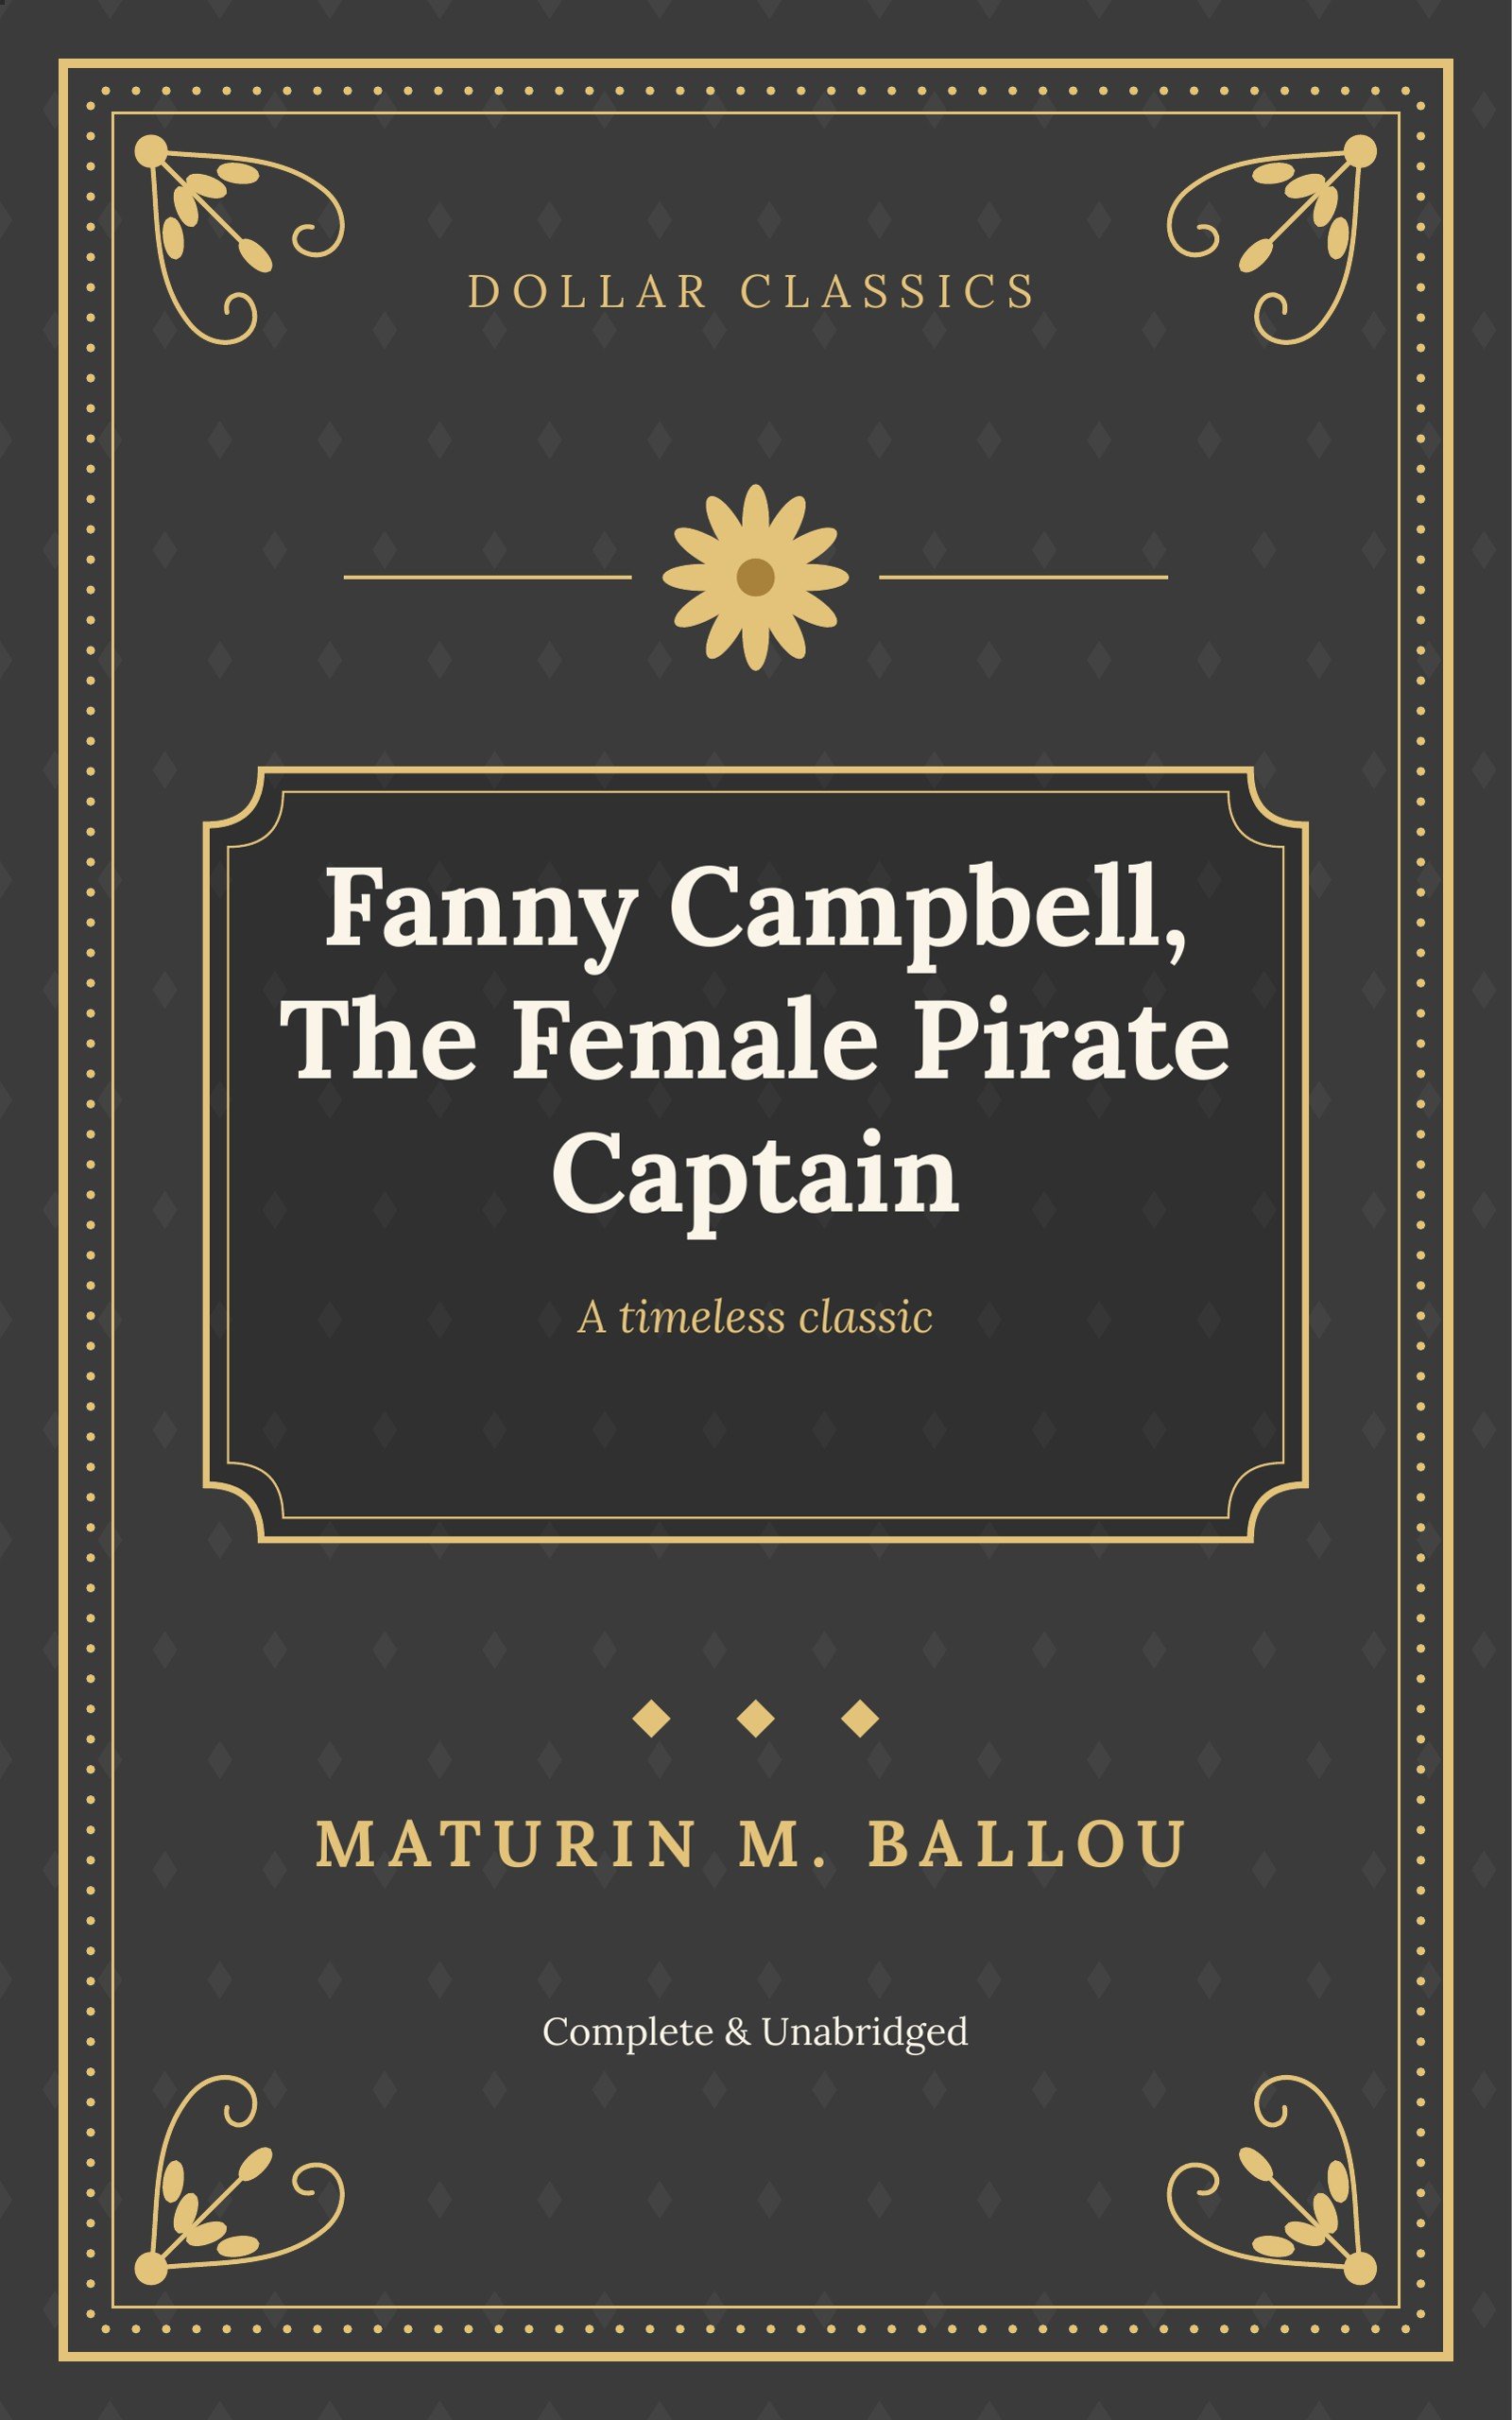 DOLLAR CLASSICS
Fanny Campbell,
The Female Pirate
Captain
A timeless classic
MATURIN M. BALLOU
Complete & Unabridged